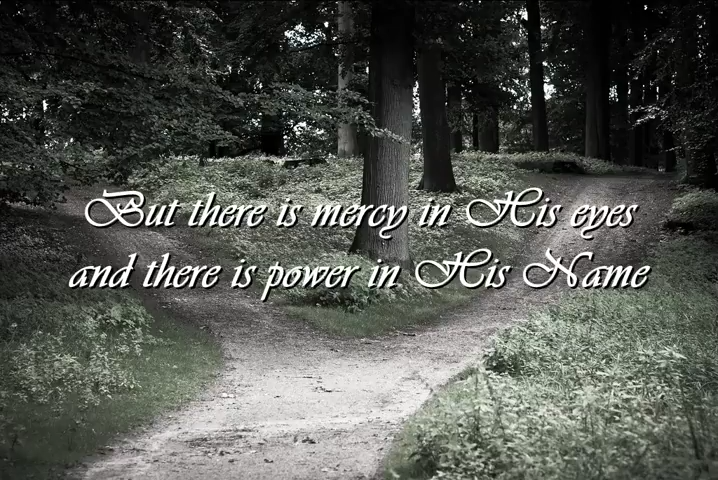 But there is mercy in His eyes
and there is power in His Name